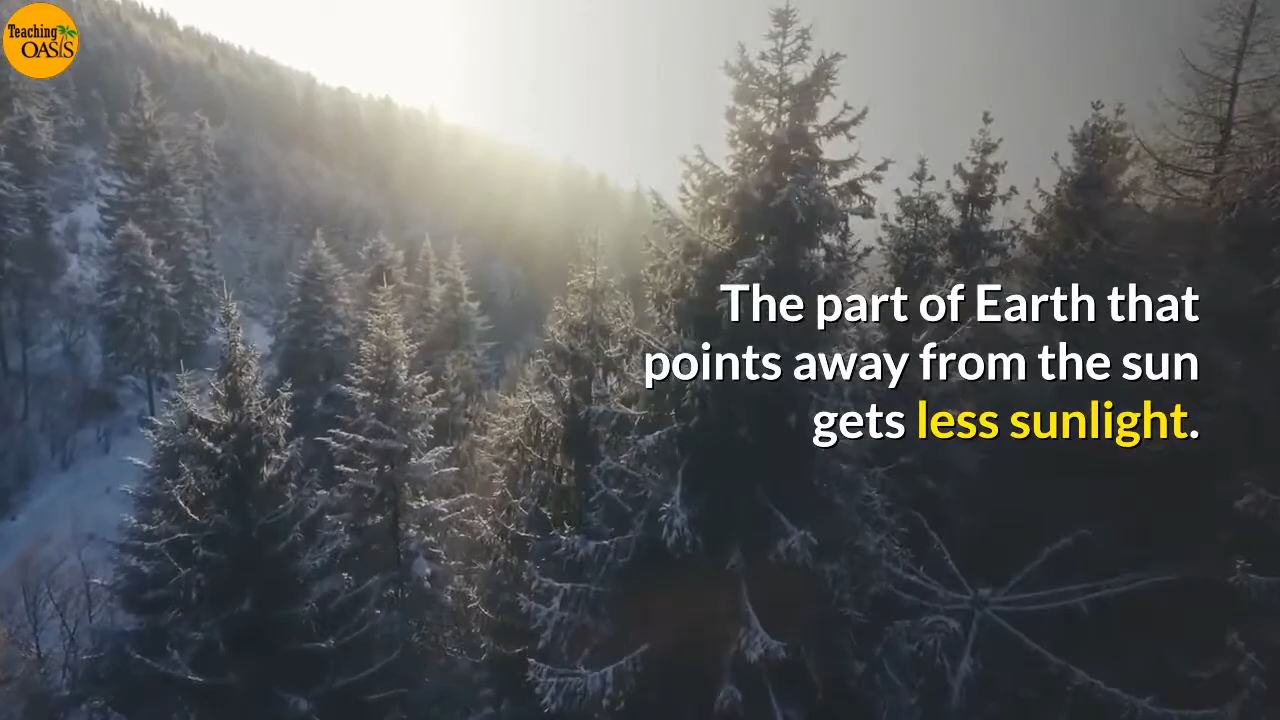 Teaching
OASIS
The part of Earth that
points away from the sun
gets less sunlight.